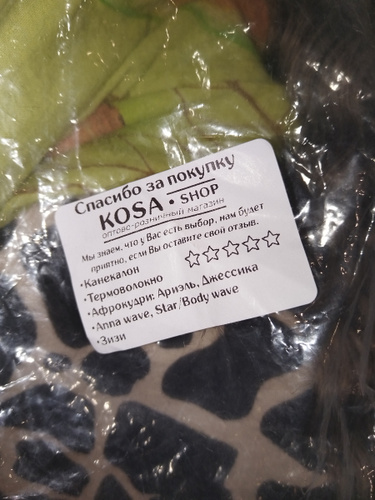 Спасибо за покупку
KOSA • SHOP
оптово-розничный магазин
Мы знаем, что у Вас есть выбор, нам будет
приятно, если Вы оставите свой отзыв.
•Канекалон
•Термоволокно
•Афрокудри: Ариэль, Джессика
•Anna wave, Star/Body wave
•Зизи